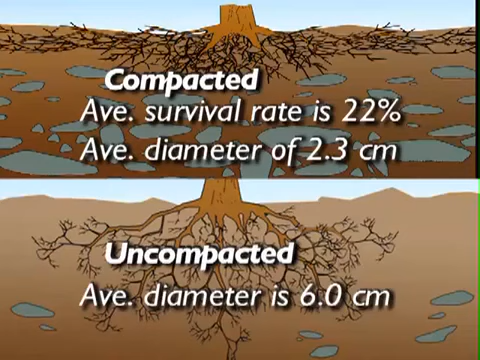 Compacted
Ave. survival rate is 22%
Ave. diameter of 2.3 cm
Uncompacted
Ave. diameter is 6.0 cm